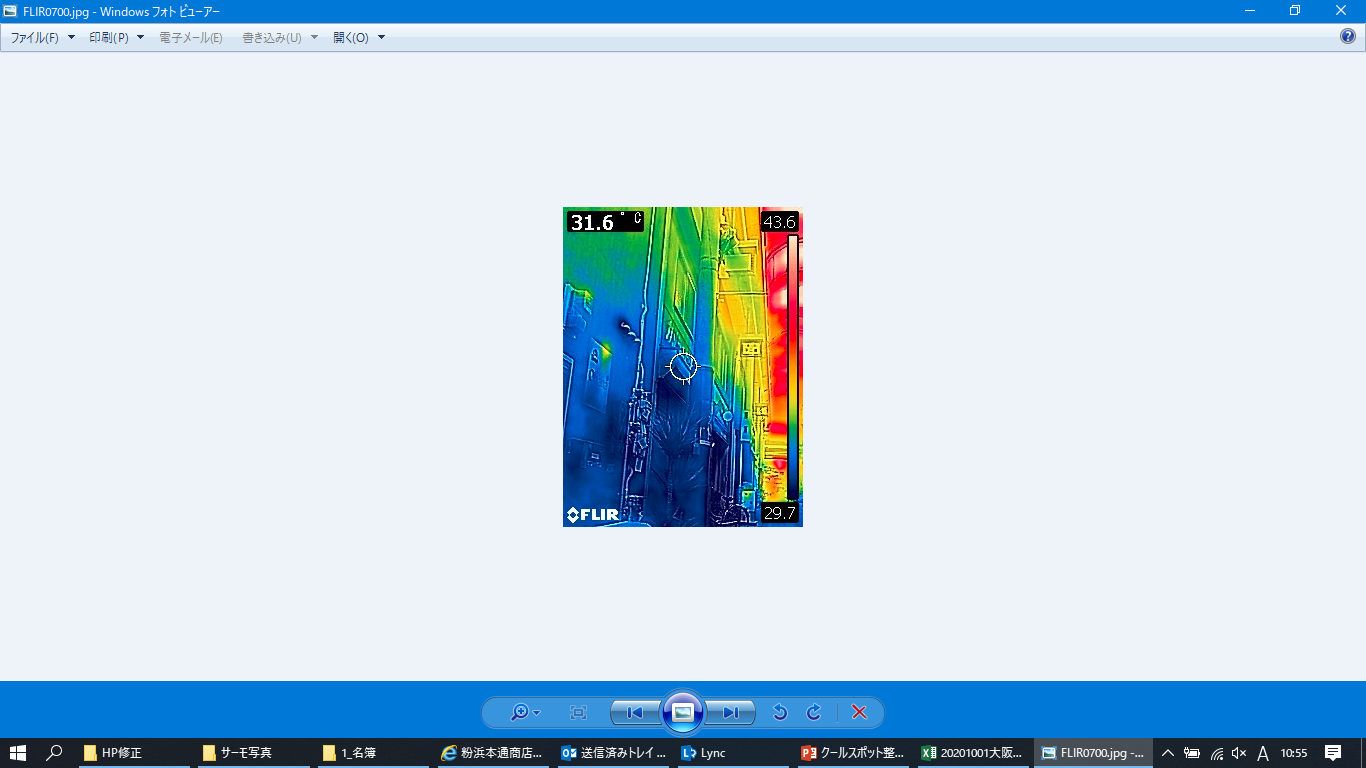 FLIR0700.jpg - Windows フォト ビューアー
ファイル(F) 印刷(P) 電子メール(E) 書き込み(U) 開く(O)
31.6 °C
43.6
FLIR
29.7
HP修正 サーモ写真 1_名簿 粉浜本通商店... 送信済みトレイ ... Lync クールスポット整... 20201001大阪... FLIR0700.jpg -... A 10:55